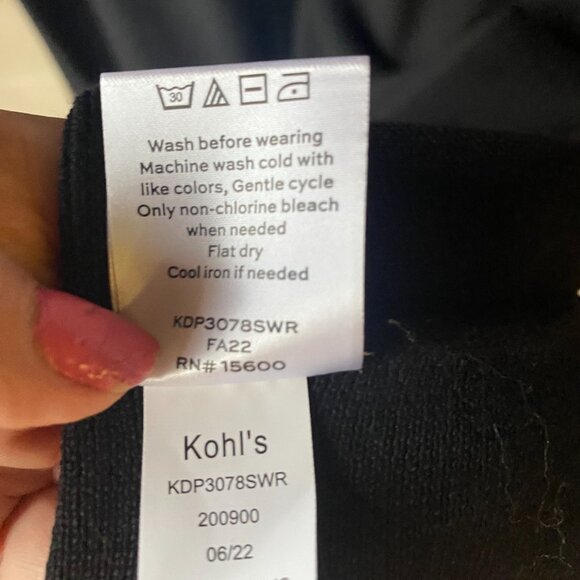 30
Wash before wearing
Machine wash cold with
like colors, Gentle cycle
Only non-chlorine bleach
when needed
Flat dry
Cool iron if needed
KDP3078SWR
FA22
RN#15600
Kohl's
KDP3078SWR
200900
06/22